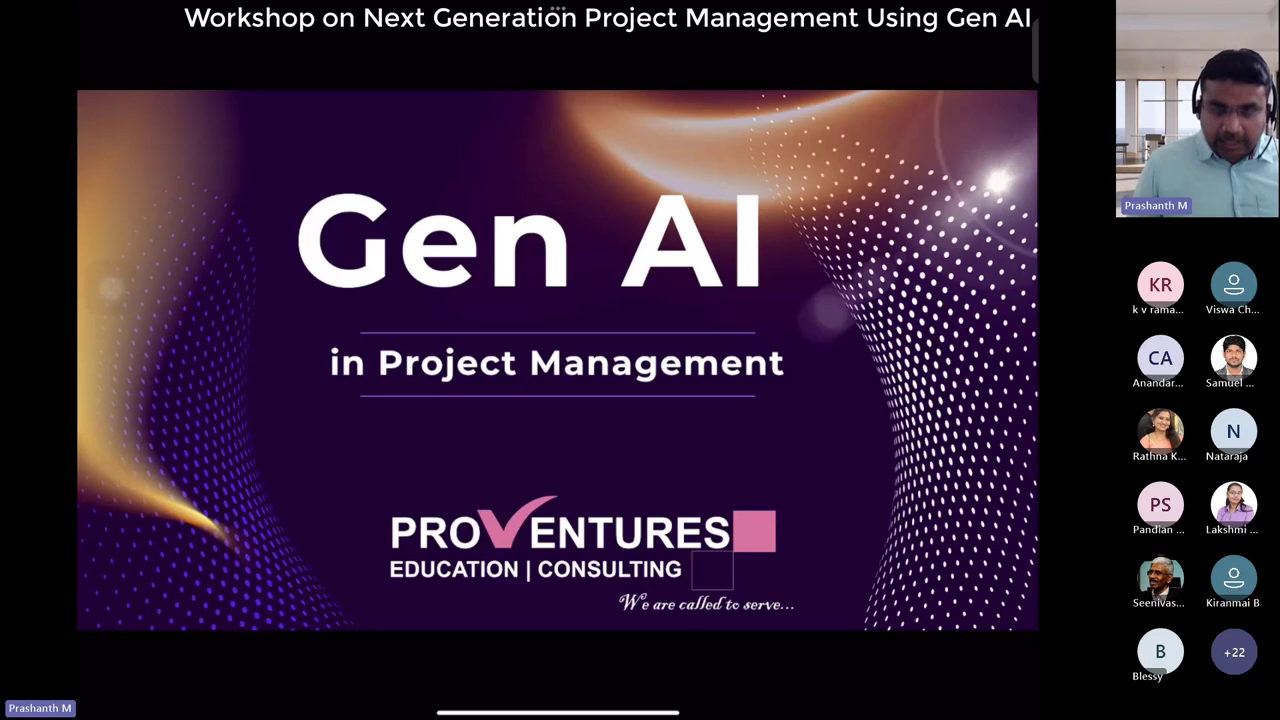 Workshop on Next Generation Project Management Using Gen AI
Gen AI
in Project Management
PROVENTURES
EDUCATION | CONSULTING
We are called to serve...
Prashanth M
KR
k v rama...
Viswa Ch...
CA
Anandar...
Samuel ...
Rathna K...
N
Nataraja
PS
Pandian ...
Lakshmi ...
Seenivas...
Kiranmai B
B
Blessy
+22
Prashanth M